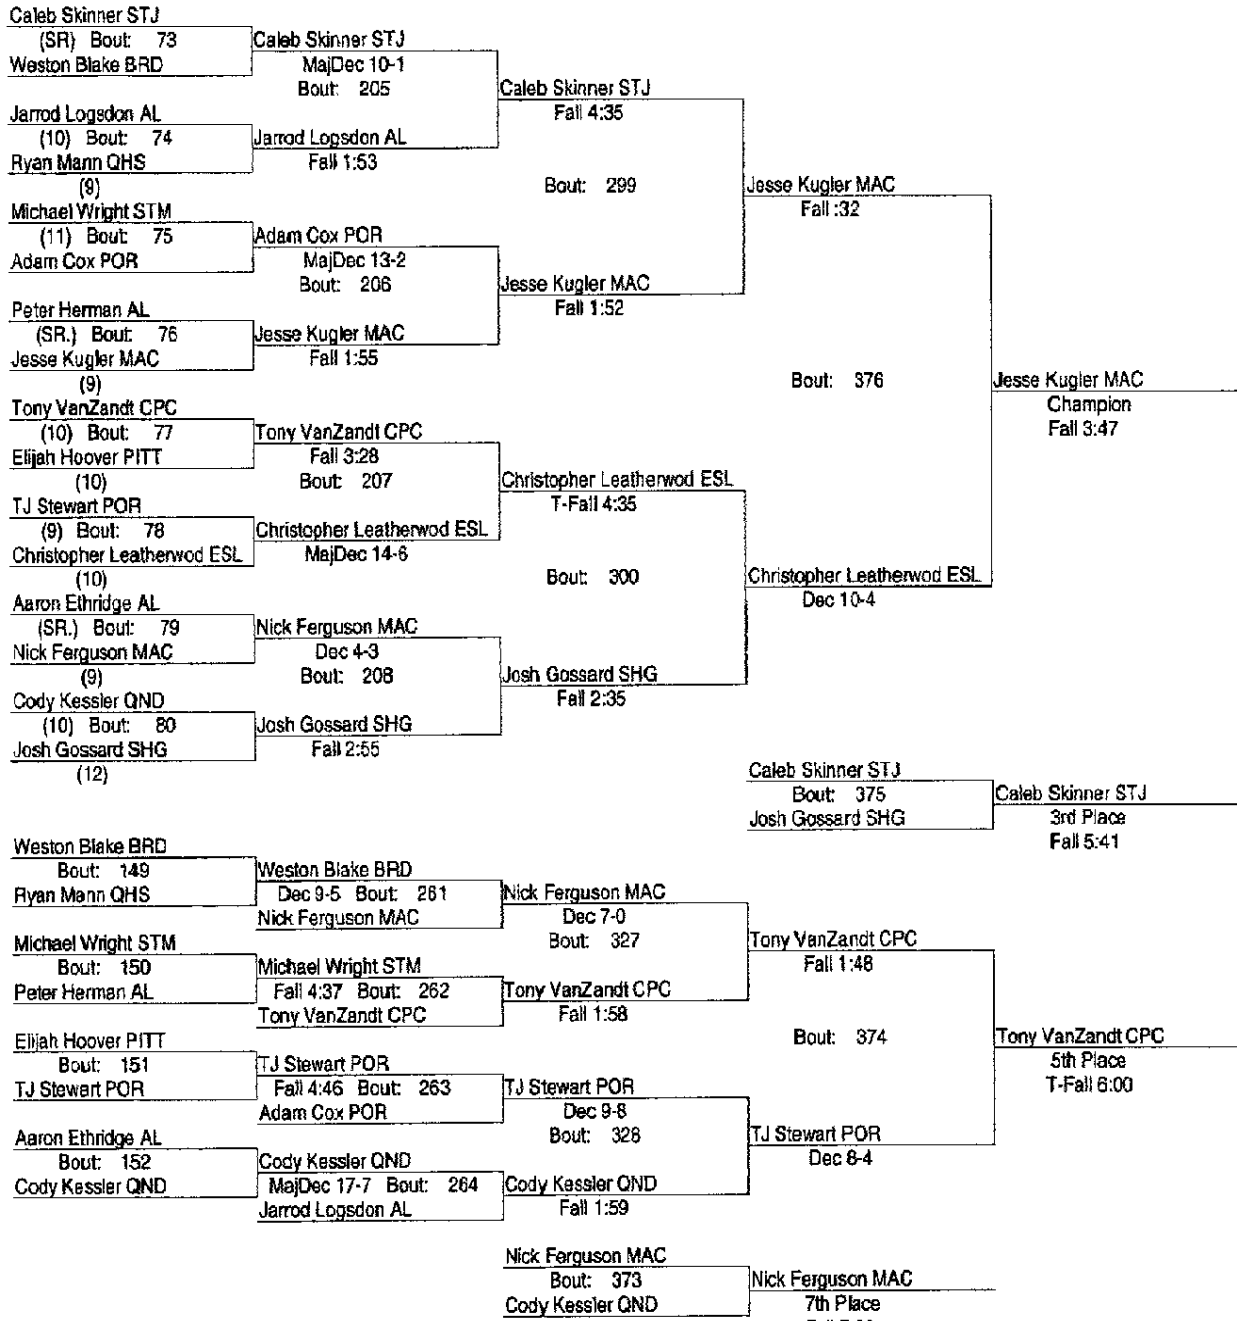 Caleb Skinner STJ
(SR) Bout: 73
Weston Blake BRD
Jarrod Logsdon AL
(10) Bout: 74
Ryan Mann QHS
(9)
Michael Wright STM
(11) Bout: 75
Adam Cox POR
Peter Herman AL
(SR.) Bout: 76
Jesse Kugler MAC
(9)
Tony VanZandt CPC
(10) Bout: 77
Elijah Hoover PITT
(10)
TJ Stewart POR
(9) Bout: 78
Christopher Leatherwod ESL
(10)
Aaron Ethridge AL
(SR.) Bout: 79
Nick Ferguson MAC
(9)
Cody Kessler QND
(10) Bout: 80
Josh Gossard SHG
(12)
Caleb Skinner STJ
MajDec 10-1
Bout: 205
Jarrod Logsdon AL
Fall 1:53
Adam Cox POR
MajDec 13-2
Bout: 206
Jesse Kugler MAC
Fall 1:55
Tony VanZandt CPC
Fall 3:28
Bout: 207
Christopher Leatherwod ESL
MajDec 14-6
Nick Ferguson MAC
Dec 4-3
Bout: 208
Josh Gossard SHG
Fall 2:55
Caleb Skinner STJ
Fall 4:35
Bout: 299
Jesse Kugler MAC
Fall 1:52
Christopher Leatherwod ESL
T-Fall 4:35
Bout: 300
Josh Gossard SHG
Fall 2:35
Jesse Kugler MAC
Fall :32
Bout: 376
Christopher Leatherwod ESL
Dec 10-4
Jesse Kugler MAC
Champion
Fall 3:47
Caleb Skinner STJ
Bout: 375
Josh Gossard SHG
Caleb Skinner STJ
3rd Place
Fall 5:41
Weston Blake BRD
Bout: 149
Ryan Mann QHS
Michael Wright STM
Bout: 150
Peter Herman AL
Elijah Hoover PITT
Bout: 151
TJ Stewart POR
Aaron Ethridge AL
Bout: 152
Cody Kessler QND
Weston Blake BRD
Dec 9-5 Bout: 261
Nick Ferguson MAC
Michael Wright STM
Fall 4:37 Bout: 262
Tony VanZandt CPC
TJ Stewart POR
Fall 4:46 Bout: 263
Adam Cox POR
Cody Kessler QND
MajDec 17-7 Bout: 264
Jarrod Logsdon AL
Nick Ferguson MAC
Dec 7-0
Bout: 327
Tony VanZandt CPC
Fall 1:58
TJ Stewart POR
Dec 9-8
Bout: 328
Cody Kessler QND
Fall 1:59
Tony VanZandt CPC
Fall 1:48
Bout: 374
TJ Stewart POR
Dec 8-4
Tony VanZandt CPC
5th Place
T-Fall 6:00
Nick Ferguson MAC
Bout: 373
Cody Kessler QND
Nick Ferguson MAC
7th Place